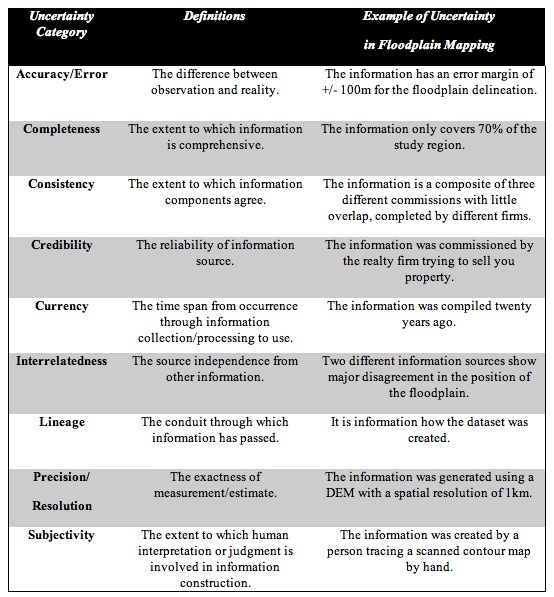 Uncertainty Category
Definitions
Example of Uncertainty in Floodplain Mapping
Accuracy/Error
The difference between
observation and reality.
The information has an error margin of
+/- 100m for the floodplain delineation.
Completeness
The extent to which information
is comprehensive.
The information only covers 70% of the
study region.
Consistency
The extent to which information
components agree.
The information is a composite of three
different commissions with little
overlap, completed by different firms.
Credibility
The reliability of information
source.
The information was commissioned by
the realty firm trying to sell you
property.
Currency
The time span from occurrence
through information
collection/processing to use.
The information was compiled twenty
years ago.
Interrelatedness
The source independence from
other information.
Two different information sources show
major disagreement in the position of
the floodplain.
Lineage
The conduit through which
information has passed.
It is information how the dataset was
created.
Precision/
Resolution
The exactness of
measurement/estimate.
The information was generated using a
DEM with a spatial resolution of 1km.
Subjectivity
The extent to which human
interpretation or judgment is
involved in information
construction.
The information was created by a
person tracing a scanned contour map
by hand.